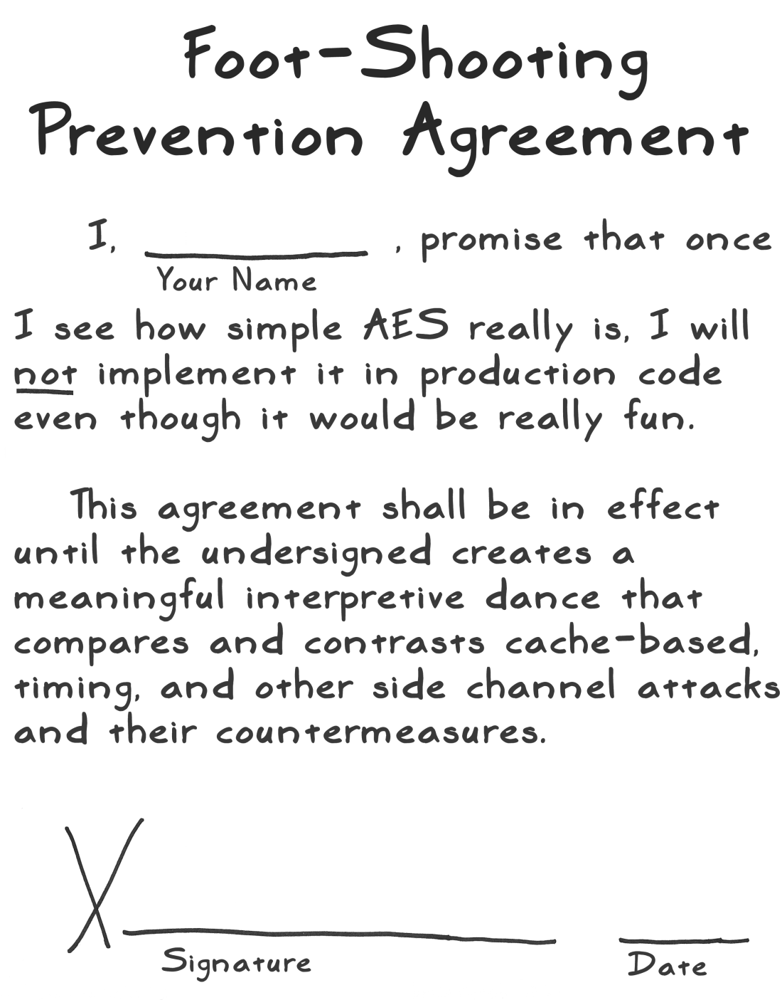 Foot-Shooting
Prevention Agreement
I, ________ , promise that once
Your Name
I see how simple AES really is, I will
not implement it in production code
even though it would be really fun.
This agreement shall be in effect
until the undersigned creates a
meaningful interpretive dance that
compares and contrasts cache-based,
timing, and other side channel attacks
and their countermeasures.
X
Signature
Date